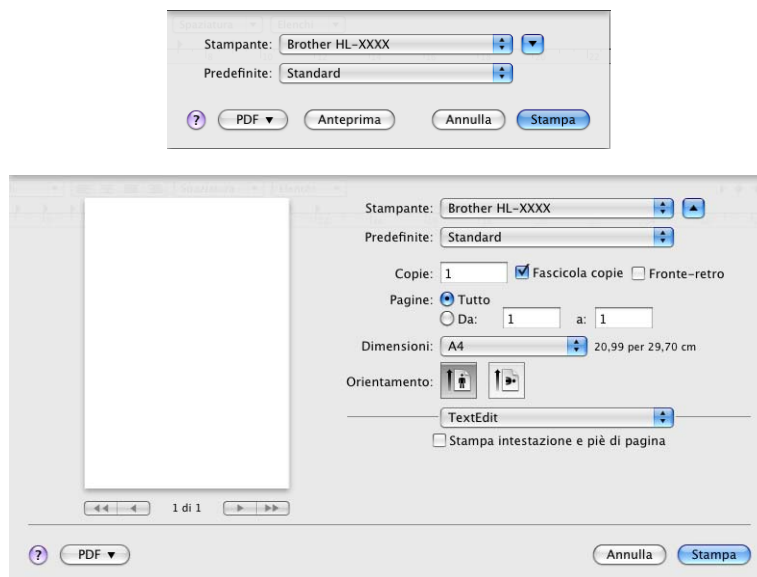 Stampante: Brother HL-XXXX
Predefinite: Standard
? PDF Anteprima Annulla Stampa
Stampante: Brother HL-XXXX
Predefinite: Standard
Copie: 1 Fascicola copie Fronte-retro
Pagine: Tutto
Da: 1 a: 1
Dimensioni: A4 20,99 per 29,70 cm
Orientamento:
TextEdit
Stampa intestazione e piè di pagina
1 di 1
? PDF Annulla Stampa